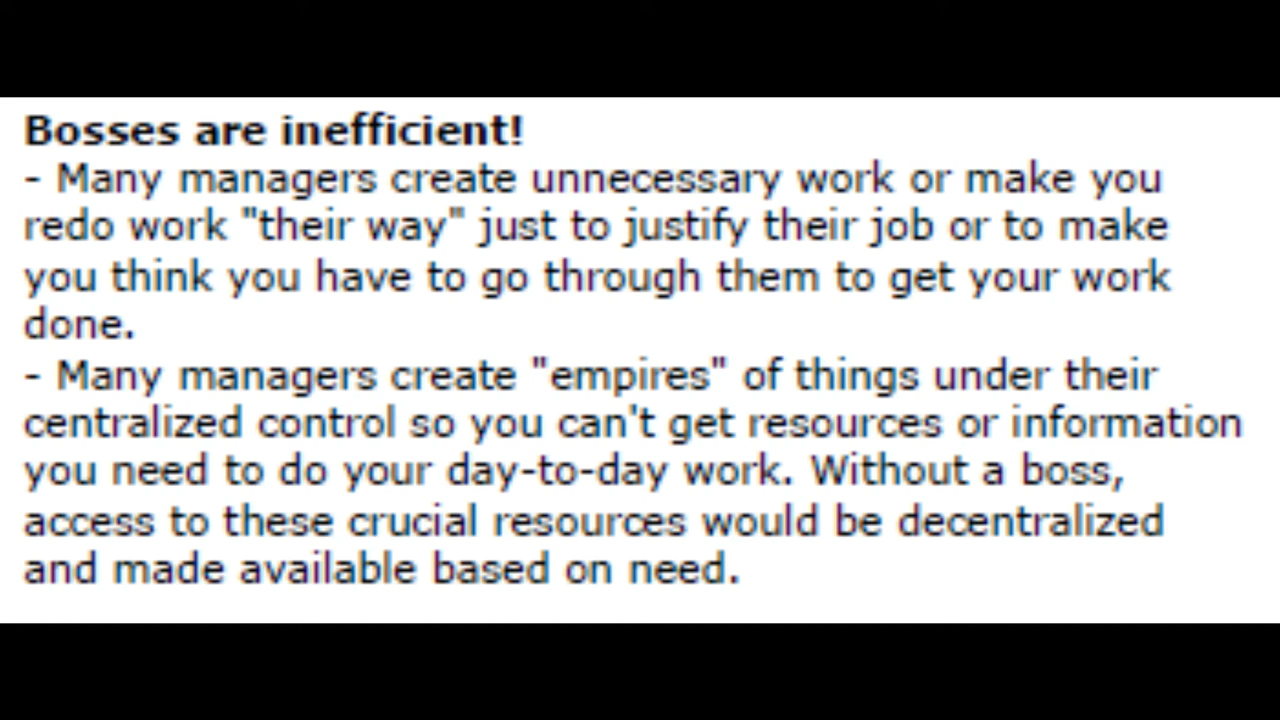 Bosses are inefficient!
- Many managers create unnecessary work or make you
redo work "their way" just to justify their job or to make
you think you have to go through them to get your work
done.
- Many managers create "empires" of things under their
centralized control so you can't get resources or information
you need to do your day-to-day work. Without a boss,
access to these crucial resources would be decentralized
and made available based on need.